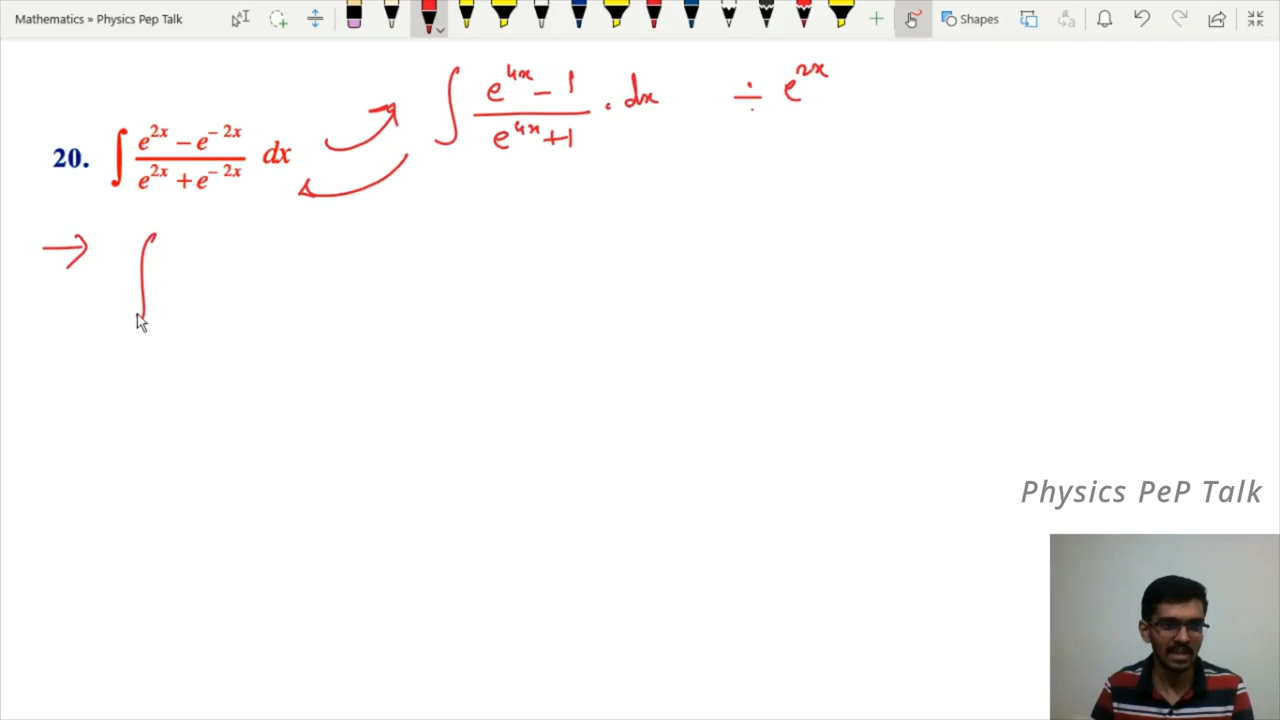 Mathematics » Physics Pep Talk
Shapes
∫ (e^{4x} - 1)/(e^{4x} + 1) . dx ÷ e^{2x}
20. ∫ (e^{2x} - e^{-2x})/(e^{2x} + e^{-2x}) dx
→ ∫
Physics PeP Talk